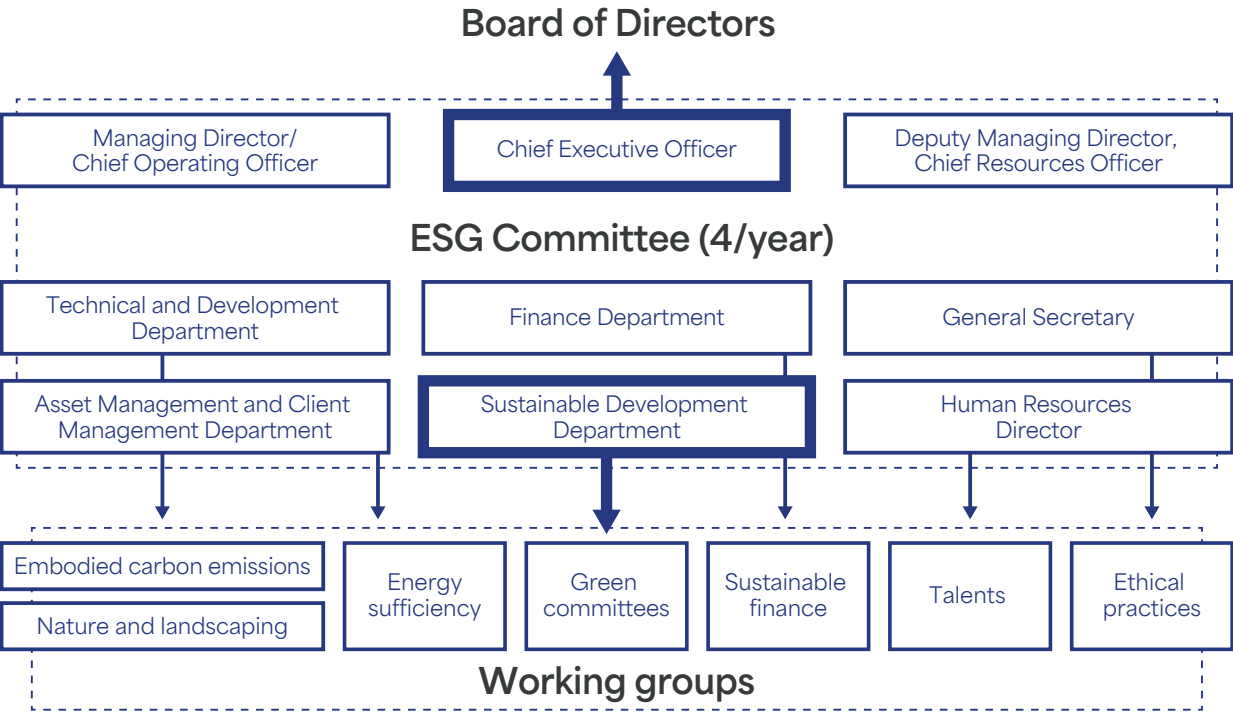 Board of Directors
Managing Director/
Chief Operating Officer
Chief Executive Officer
Deputy Managing Director,
Chief Resources Officer
ESG Committee (4/year)
Technical and Development
Department
Finance Department
General Secretary
Asset Management and Client
Management Department
Sustainable Development
Department
Human Resources
Director
Embodied carbon emissions
Nature and landscaping
Energy
sufficiency
Green
committees
Sustainable
finance
Talents
Ethical
practices
Working groups